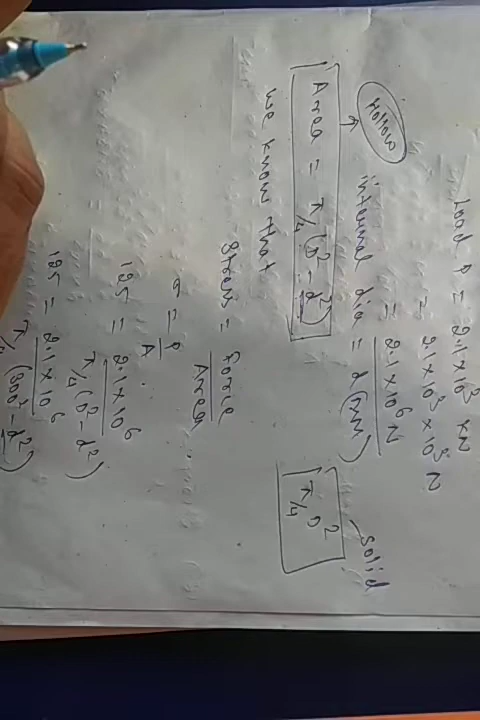 Load P = 2.1 × 10³ KN
= 2.1 × 10³ × 10³ N
= 2.1 × 10⁶ N
internal dia = d (mm)
Hollow
Solid
Area = π/4 (D² - d²)
π/4 D²
we know that
Stress = Force / Area
σ = P / A
125 = 2.1 × 10⁶ / π/4 (D² - d²)
125 = 2.1 × 10⁶ / π/4 (300² - d²)